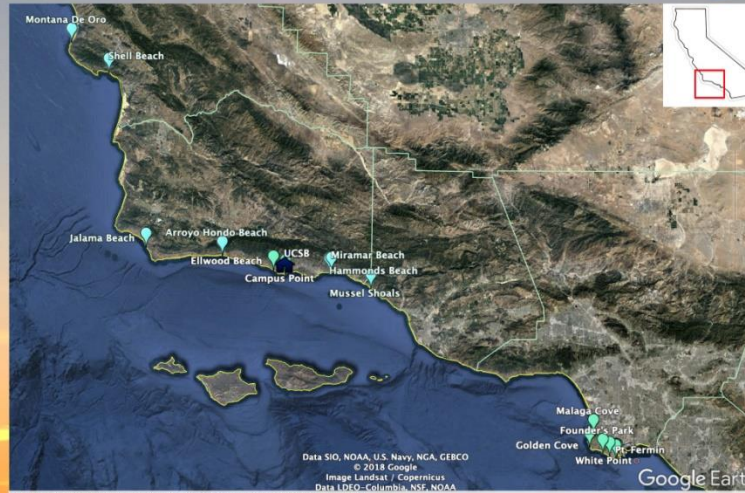 Montana De Oro
Shell Beach
Jalama Beach
Arroyo Hondo Beach
Ellwood Beach
UCSB
Campus Point
Miramar Beach
Hammonds Beach
Mussel Shoals
Malaga Cove
Founder's Park
Golden Cove
Pt. Fermin
White Point
Data SIO, NOAA, U.S. Navy, NGA, GEBCO
© 2018 Google
Image Landsat / Copernicus
Data LDEO-Columbia, NSF, NOAA
Google Earth